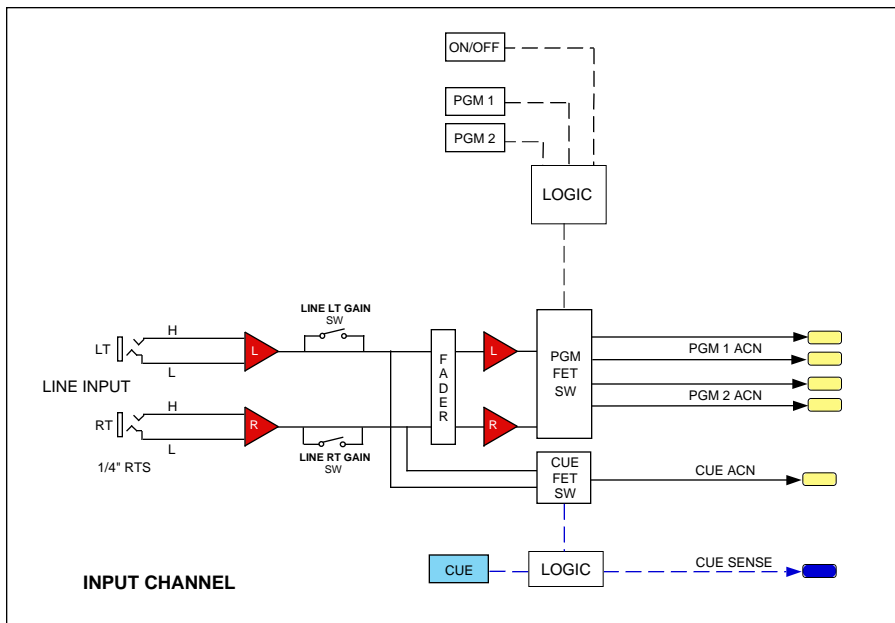 ON/OFF
PGM 1
PGM 2
LOGIC
LINE LT GAIN
SW
H
LT
L
L
FADER
L
PGM
FET
SW
PGM 1 ACN
PGM 2 ACN
LINE INPUT
H
RT
L
R
R
LINE RT GAIN
SW
1/4" RTS
CUE
FET
SW
CUE ACN
CUE
LOGIC
CUE SENSE
INPUT CHANNEL